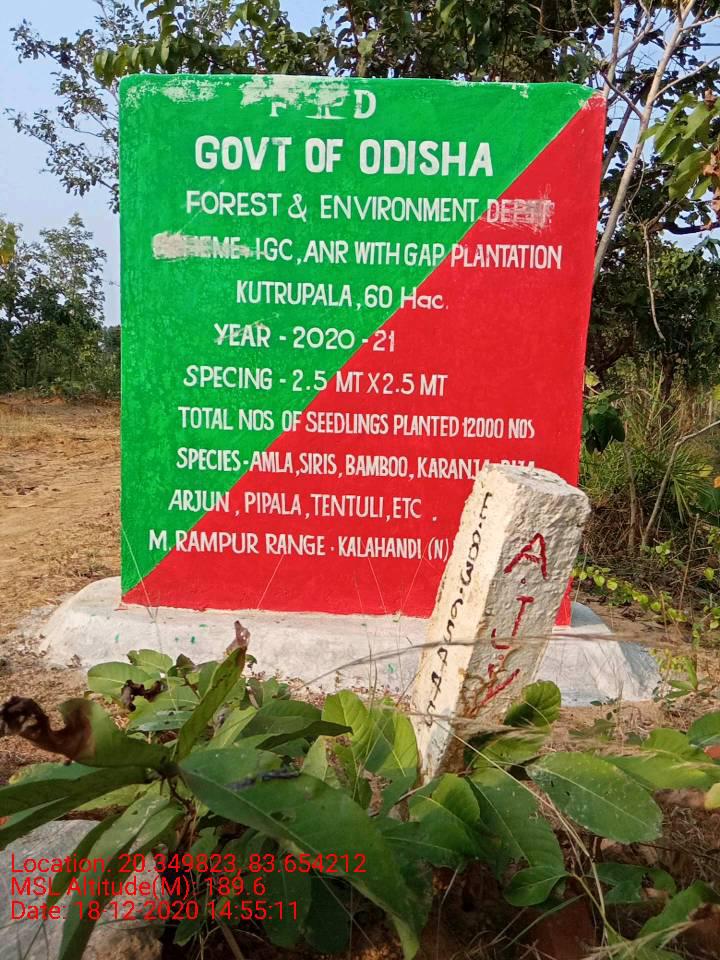 GOVT OF ODISHA
FOREST & ENVIRONMENT DEPTT
SCHEME-IGC, ANR WITH GAP PLANTATION
KUTRUPALA, 60 Hac.
YEAR - 2020 - 21
SPECING - 2.5 MT X 2.5 MT
TOTAL NOS OF SEEDLINGS PLANTED 12000 NOS
SPECIES-AMLA, SIRIS, BAMBOO, KARANJA,
ARJUN, PIPALA, TENTULI, ETC.
M. RAMPUR RANGE · KALAHANDI (N)
Location: 20.349823, 83.654212
MSL Altitude(M): 189.6
Date: 18-12-2020 14:55:11